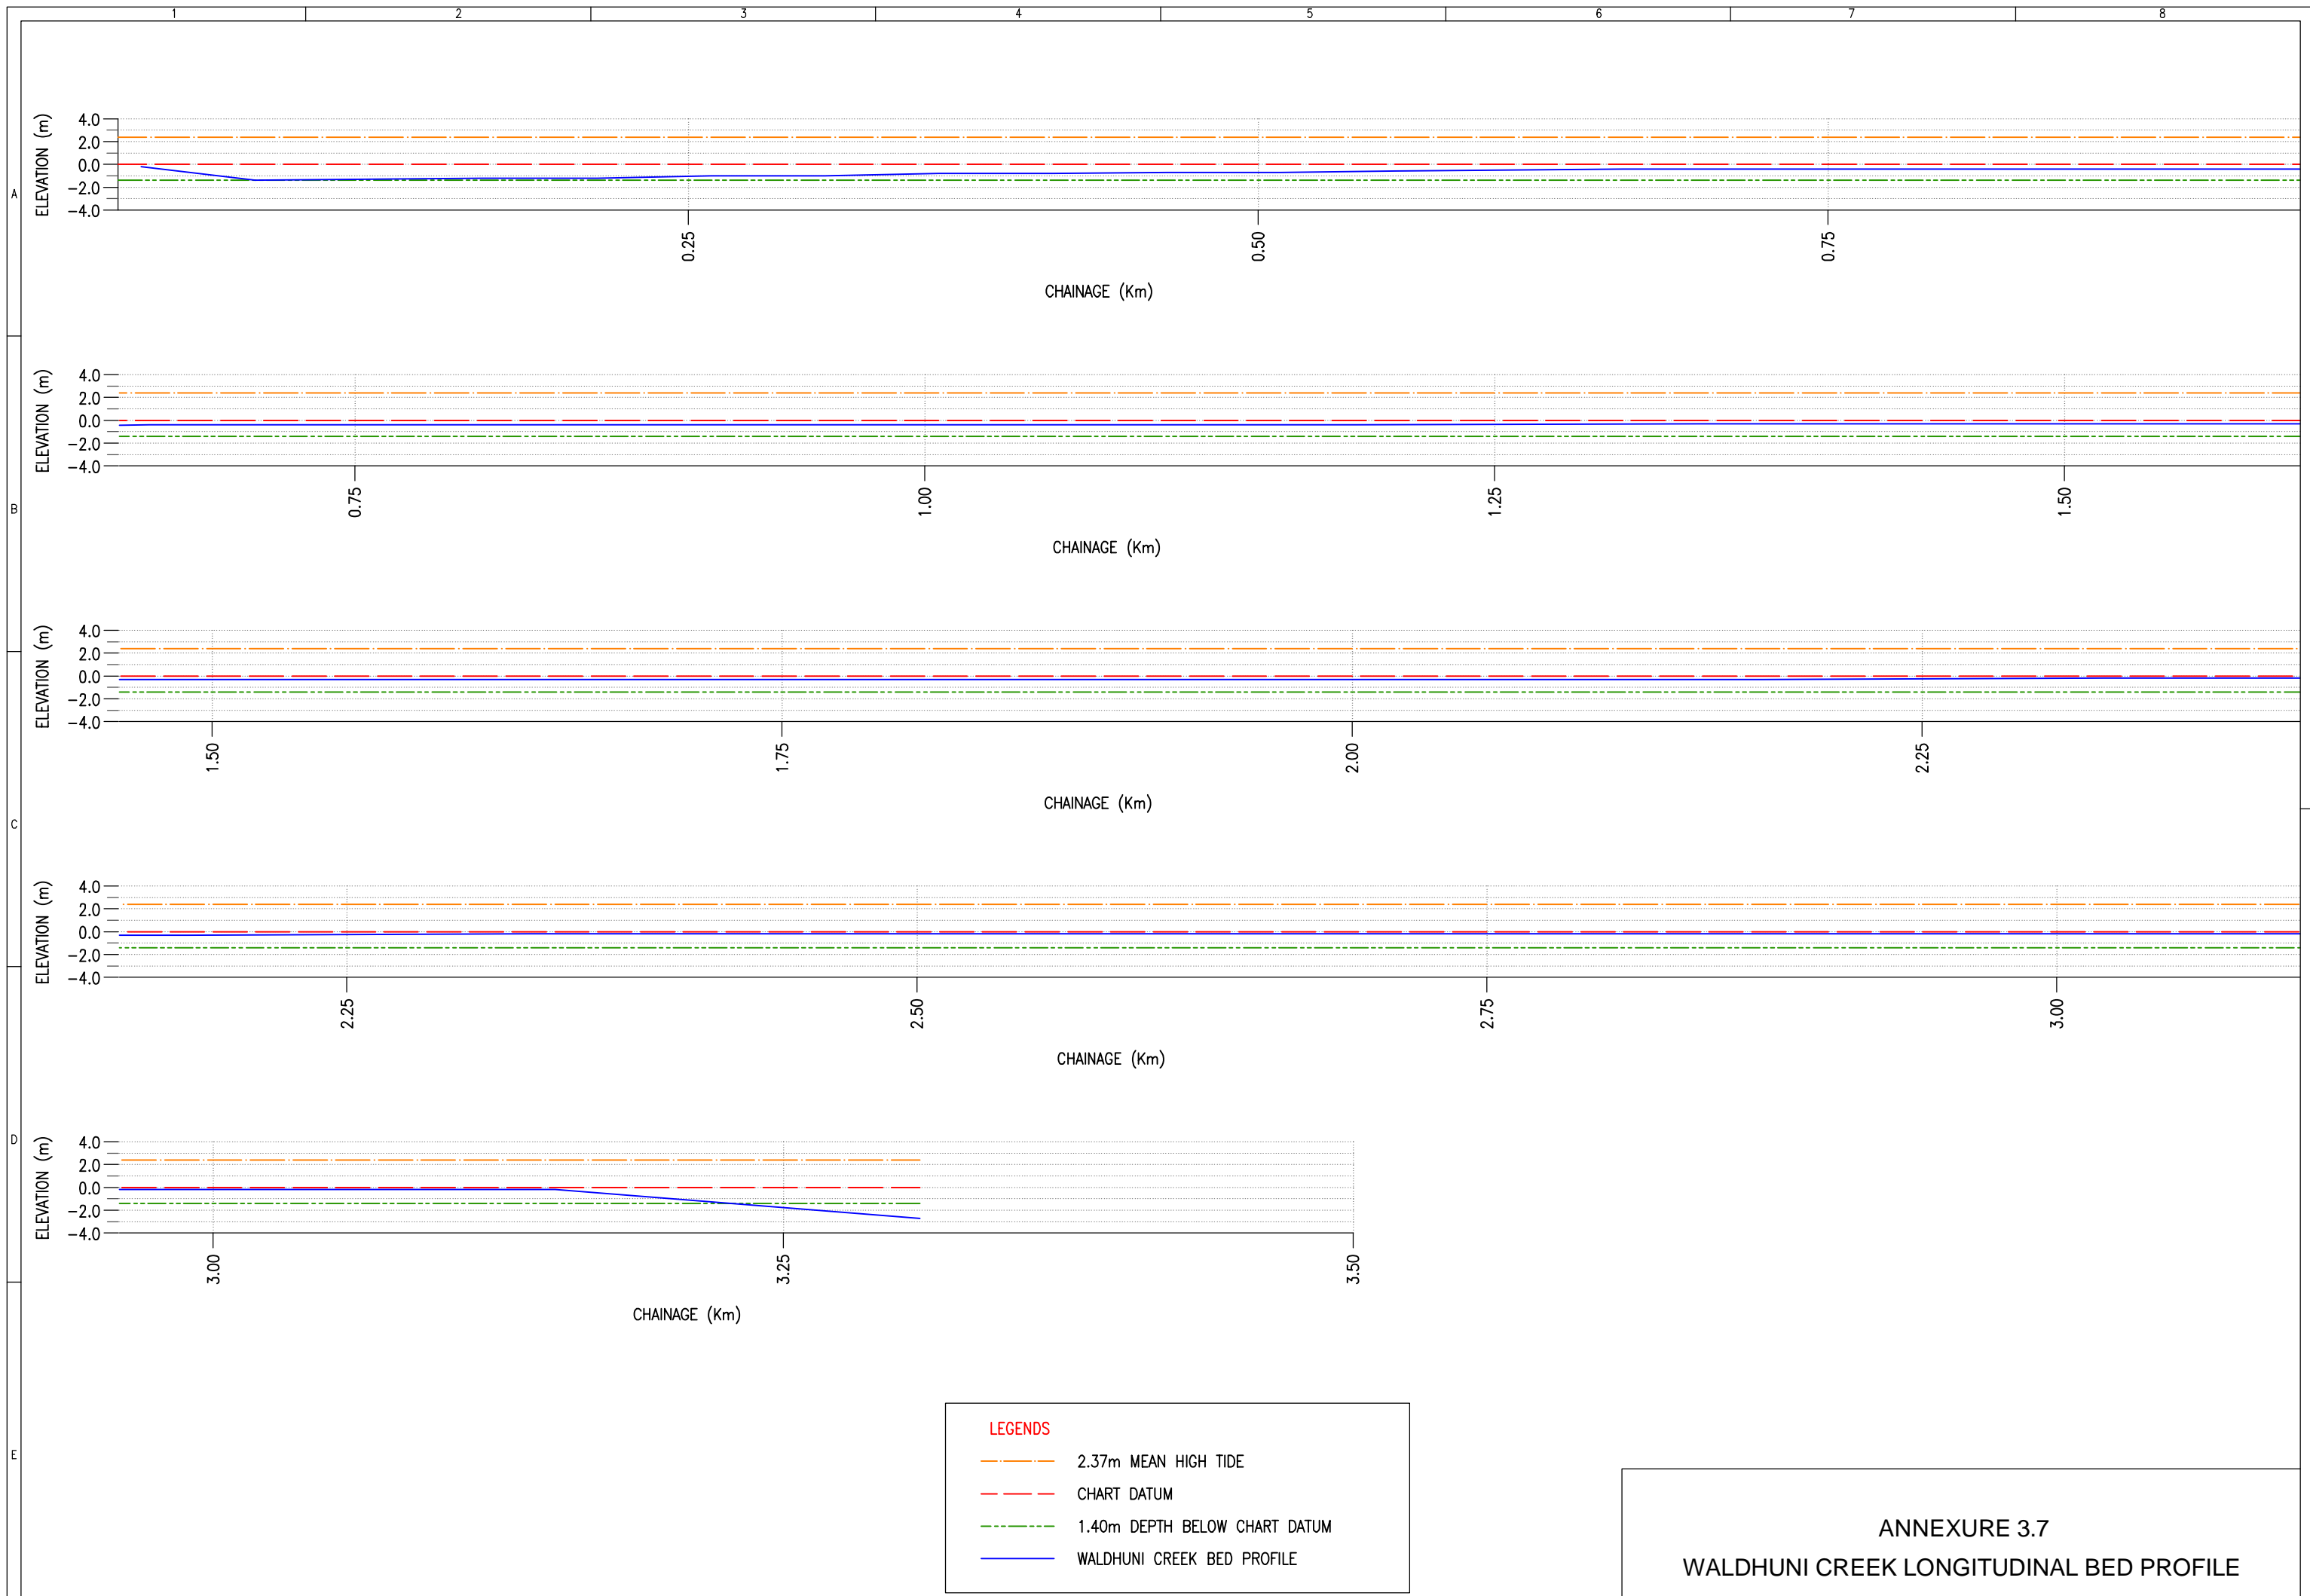 1 2 3 4 5 6 7 8
A
ELEVATION (m)
4.0
2.0
0.0
−2.0
−4.0
0.25 0.50 0.75
CHAINAGE (Km)
B
ELEVATION (m)
4.0
2.0
0.0
−2.0
−4.0
0.75 1.00 1.25 1.50
CHAINAGE (Km)
C
ELEVATION (m)
4.0
2.0
0.0
−2.0
−4.0
1.50 1.75 2.00 2.25
CHAINAGE (Km)
ELEVATION (m)
4.0
2.0
0.0
−2.0
−4.0
2.25 2.50 2.75 3.00
CHAINAGE (Km)
D
ELEVATION (m)
4.0
2.0
0.0
−2.0
−4.0
3.00 3.25 3.50
CHAINAGE (Km)
E
LEGENDS
2.37m MEAN HIGH TIDE
CHART DATUM
1.40m DEPTH BELOW CHART DATUM
WALDHUNI CREEK BED PROFILE
ANNEXURE 3.7
WALDHUNI CREEK LONGITUDINAL BED PROFILE